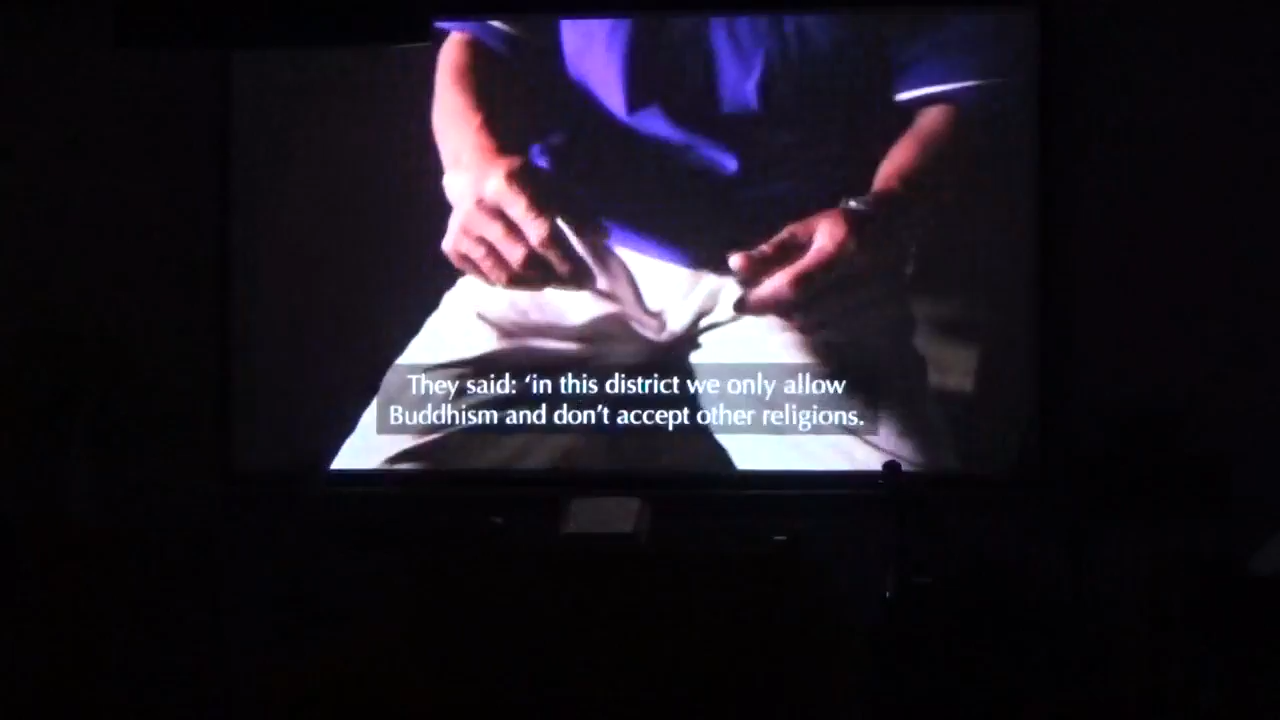 They said: ‘in this district we only allow
Buddhism and don’t accept other religions.